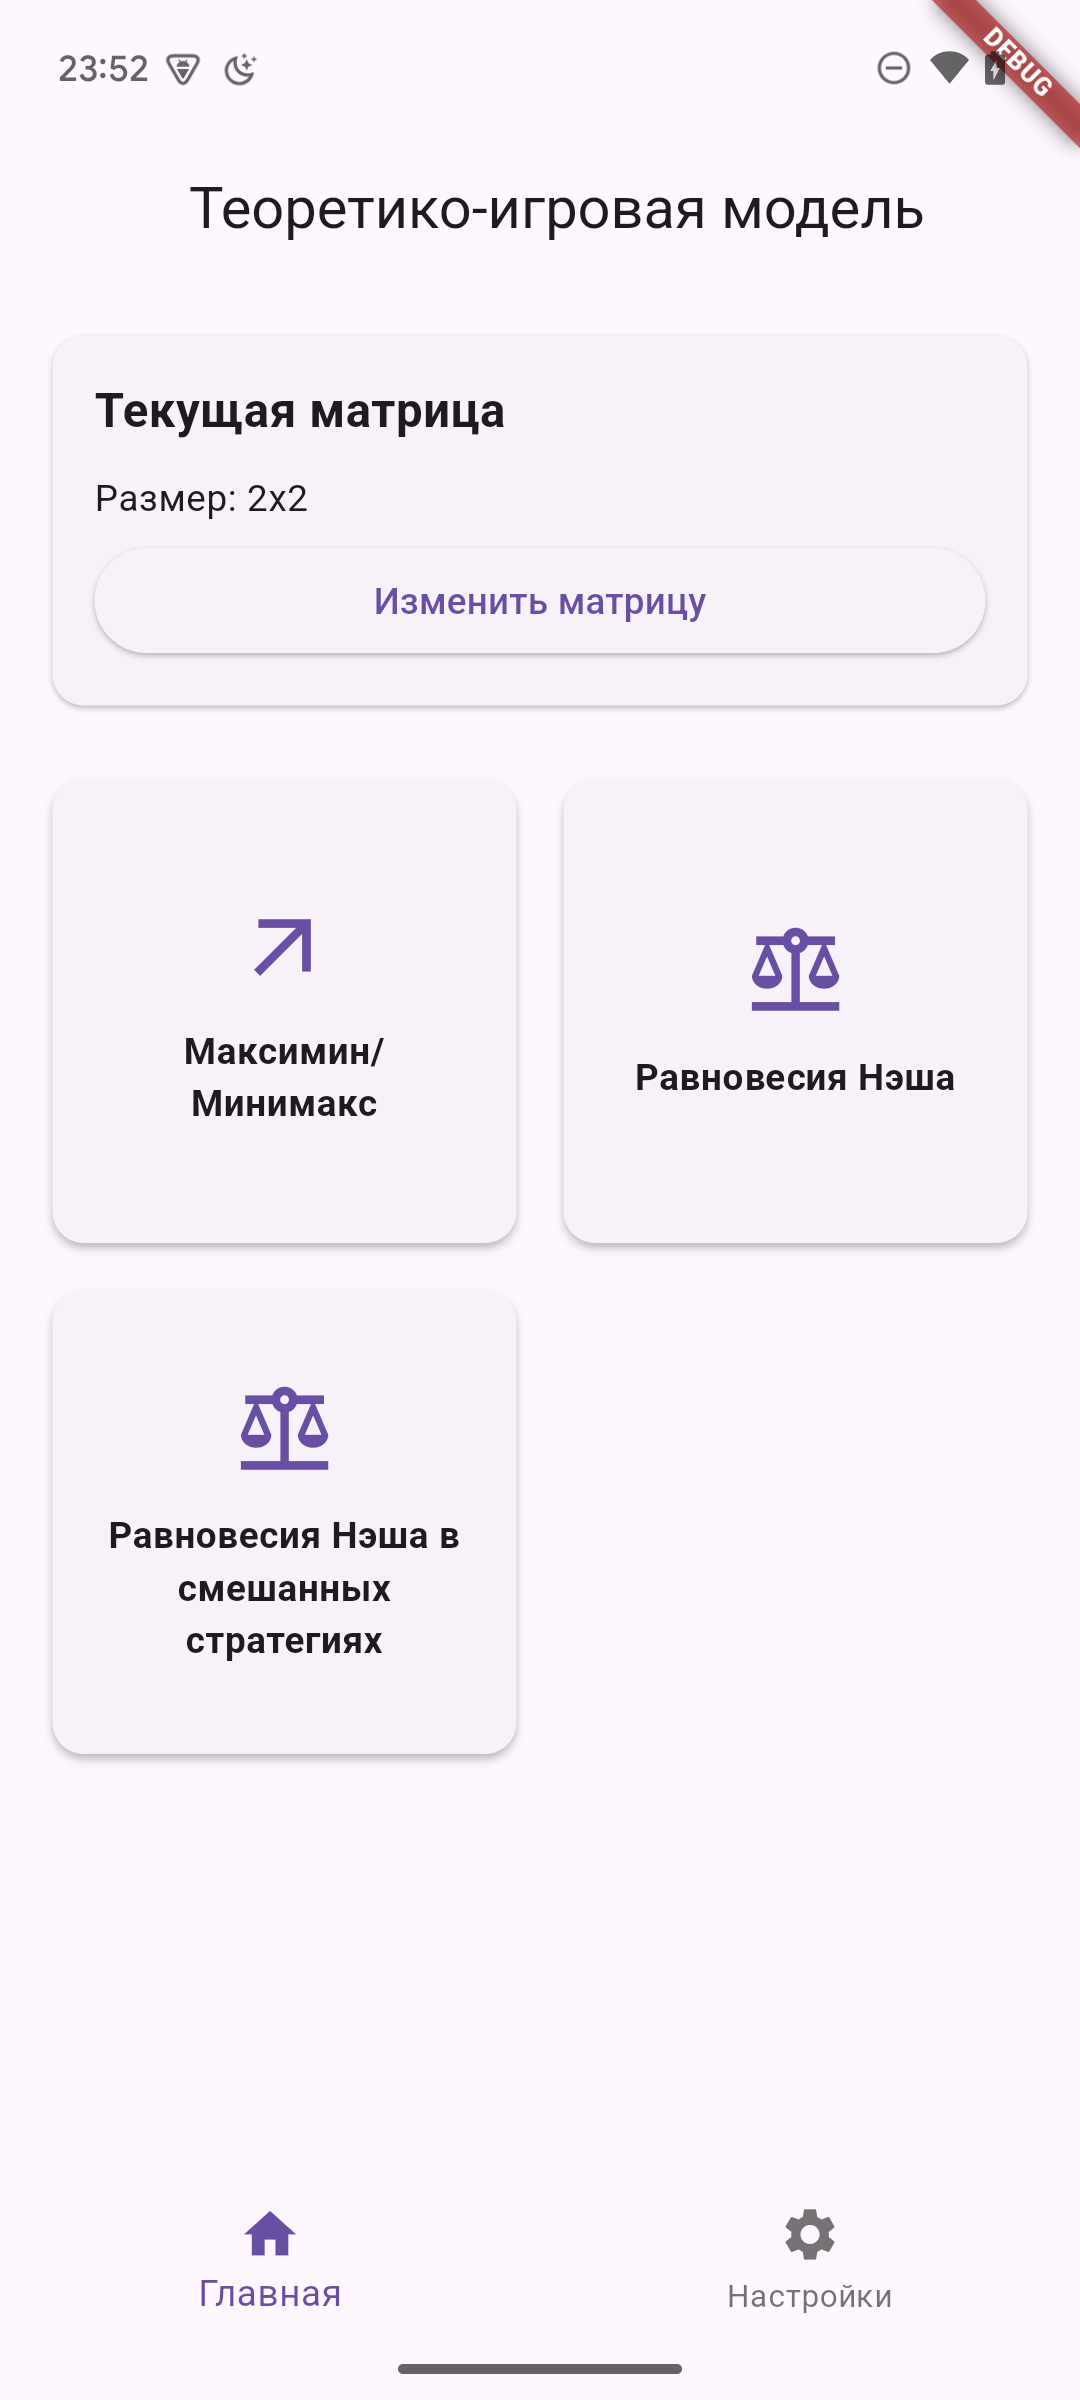 23:52
DEBUG
Теоретико-игровая модель
Текущая матрица
Размер: 2x2
Изменить матрицу
Максимин/
Минимакс
Равновесия Нэша
Равновесия Нэша в
смешанных
стратегиях
Главная
Настройки